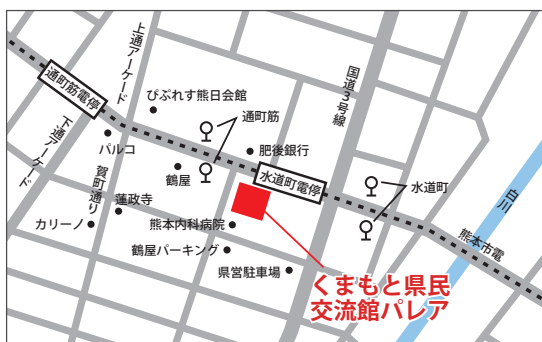 上通アーケード
通町筋電停
びぷれす熊日会館
通町筋
国道3号線
パルコ
肥後銀行
下通アーケード
鶴屋
水道町電停
水道町
賀町通り
蓮政寺
白川
カリーノ
熊本内科病院
熊本市電
鶴屋パーキング
県営駐車場
くまもと県民
交流館パレア